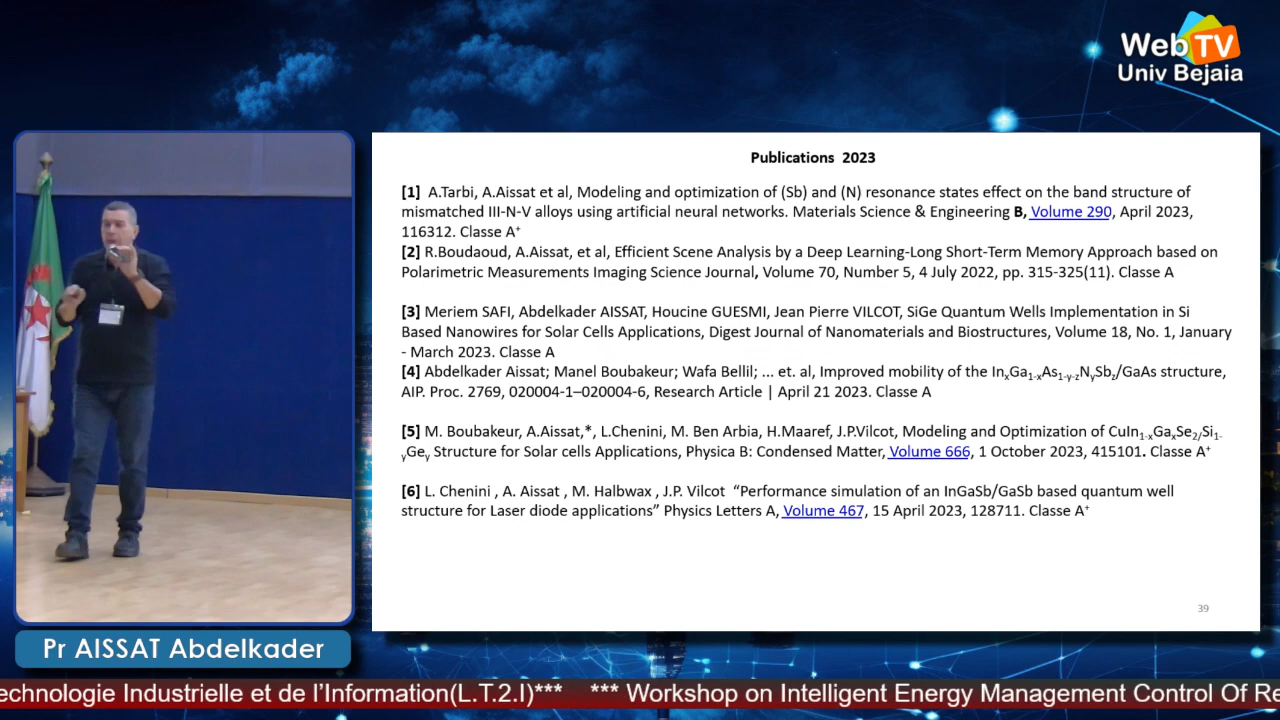 WebTV
Univ Bejaia
Publications 2023
[1] A.Tarbi, A.Aissat et al, Modeling and optimization of (Sb) and (N) resonance states effect on the band structure of
mismatched III-N-V alloys using artificial neural networks. Materials Science & Engineering B, Volume 290, April 2023,
116312. Classe A⁺
[2] R.Boudaoud, A.Aissat, et al, Efficient Scene Analysis by a Deep Learning-Long Short-Term Memory Approach based on
Polarimetric Measurements Imaging Science Journal, Volume 70, Number 5, 4 July 2022, pp. 315-325(11). Classe A
[3] Meriem SAFI, Abdelkader AISSAT, Houcine GUESMI, Jean Pierre VILCOT, SiGe Quantum Wells Implementation in Si
Based Nanowires for Solar Cells Applications, Digest Journal of Nanomaterials and Biostructures, Volume 18, No. 1, January
- March 2023. Classe A
[4] Abdelkader Aissat; Manel Boubakeur; Wafa Bellil; ... et. al, Improved mobility of the InxGa1-xAs1-y-zNySbz/GaAs structure,
AIP. Proc. 2769, 020004-1–020004-6, Research Article | April 21 2023. Classe A
[5] M. Boubakeur, A.Aissat,*, L.Chenini, M. Ben Arbia, H.Maaref, J.P.Vilcot, Modeling and Optimization of CuIn1-xGaxSe2/Si1-
yGey Structure for Solar cells Applications, Physica B: Condensed Matter, Volume 666, 1 October 2023, 415101. Classe A⁺
[6] L. Chenini , A. Aissat , M. Halbwax , J.P. Vilcot “Performance simulation of an InGaSb/GaSb based quantum well
structure for Laser diode applications” Physics Letters A, Volume 467, 15 April 2023, 128711. Classe A⁺
39
Pr AISSAT Abdelkader
echnologie Industrielle et de l’Information(L.T.2.I)*** *** Workshop on Intelligent Energy Management Control Of Re